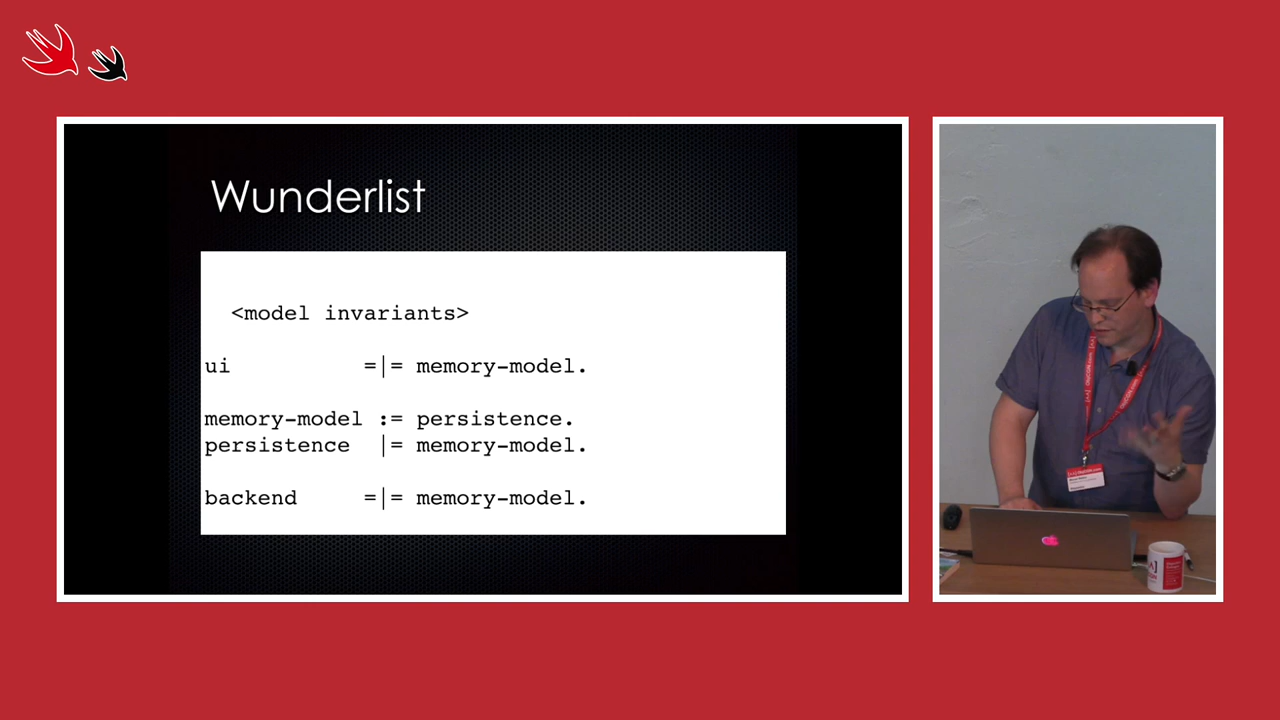 Wunderlist
<model invariants>
ui =|= memory-model.
memory-model := persistence.
persistence |= memory-model.
backend =|= memory-model.